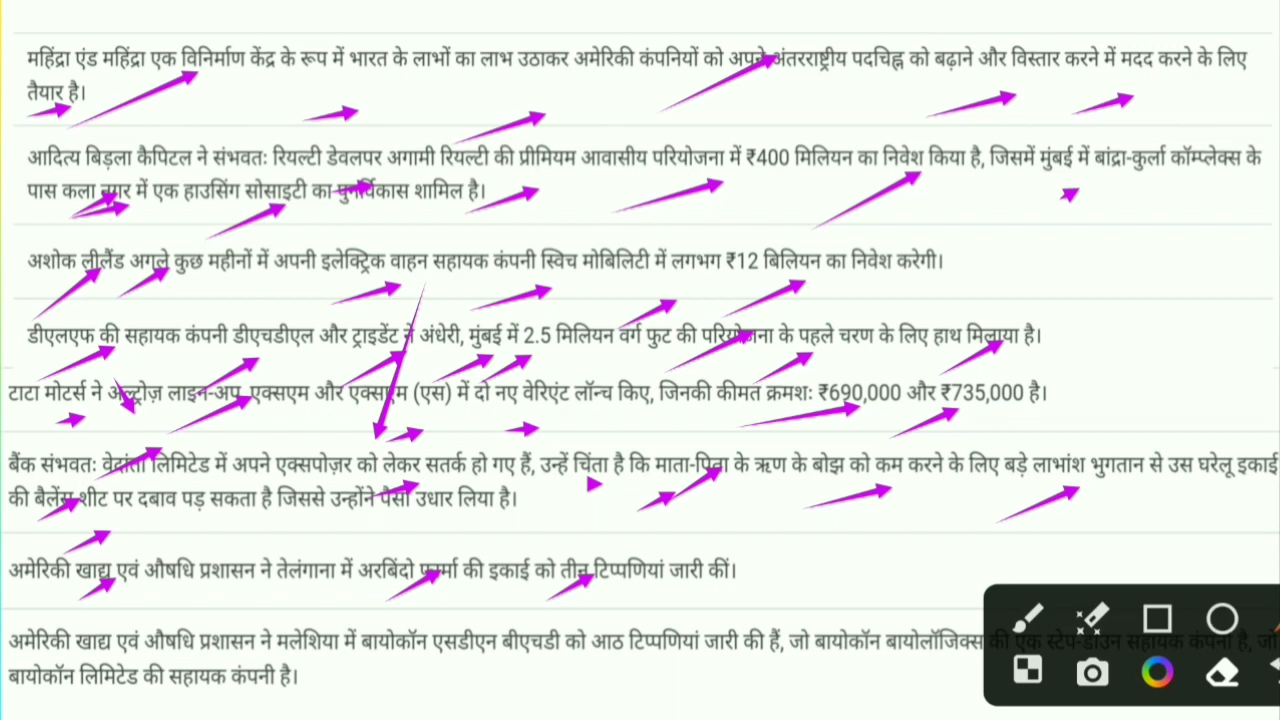 महिंद्रा एंड महिंद्रा एक विनिर्माण केंद्र के रूप में भारत के लाभों का लाभ उठाकर अमेरिकी कंपनियों को अपने अंतरराष्ट्रीय पदचिह्न को बढ़ाने और विस्तार करने में मदद करने के लिए
तैयार है।
आदित्य बिड़ला कैपिटल ने संभवतः रियल्टी डेवलपर अगामी रियल्टी की प्रीमियम आवासीय परियोजना में ₹400 मिलियन का निवेश किया है, जिसमें मुंबई में बांद्रा-कुर्ला कॉम्प्लेक्स के
पास कला नगर में एक हाउसिंग सोसाइटी का पुनर्विकास शामिल है।
अशोक लीलैंड अगले कुछ महीनों में अपनी इलेक्ट्रिक वाहन सहायक कंपनी स्विच मोबिलिटी में लगभग ₹12 बिलियन का निवेश करेगी।
डीएलएफ की सहायक कंपनी डीएचडीएल और ट्राइडेंट ने अंधेरी, मुंबई में 2.5 मिलियन वर्ग फुट की परियोजना के पहले चरण के लिए हाथ मिलाया है।
टाटा मोटर्स ने अल्ट्रोज़ लाइन-अप, एक्सएम और एक्सएम (एस) में दो नए वेरिएंट लॉन्च किए, जिनकी कीमत क्रमशः ₹690,000 और ₹735,000 है।
बैंक संभवतः वेदांता लिमिटेड में अपने एक्सपोज़र को लेकर सतर्क हो गए हैं, उन्हें चिंता है कि माता-पिता के ऋण के बोझ को कम करने के लिए बड़े लाभांश भुगतान से उस घरेलू इकाई
की बैलेंस शीट पर दबाव पड़ सकता है जिससे उन्होंने पैसा उधार लिया है।
अमेरिकी खाद्य एवं औषधि प्रशासन ने तेलंगाना में अरबिंदो फार्मा की इकाई को तीन टिप्पणियां जारी कीं।
अमेरिकी खाद्य एवं औषधि प्रशासन ने मलेशिया में बायोकॉन एसडीएन बीएचडी को आठ टिप्पणियां जारी की हैं, जो बायोकॉन बायोलॉजिक्स की एक स्टेप-डाउन सहायक कंपनी है, जो
बायोकॉन लिमिटेड की सहायक कंपनी है।